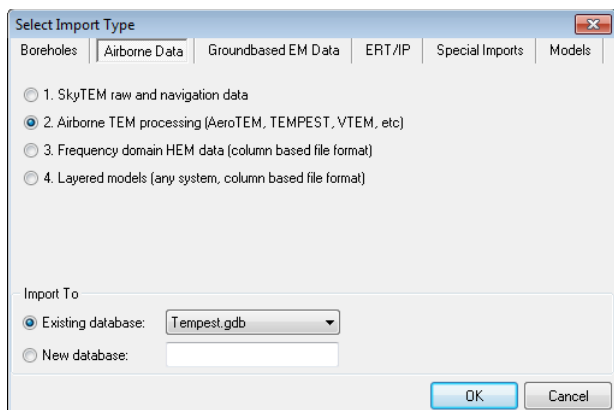 Select Import Type
Boreholes Airborne Data Groundbased EM Data ERT/IP Special Imports Models
1. SkyTEM raw and navigation data
2. Airborne TEM processing (AeroTEM, TEMPEST, VTEM, etc)
3. Frequency domain HEM data (column based file format)
4. Layered models (any system, column based file format)
Import To
Existing database: Tempest.gdb
New database:
OK Cancel